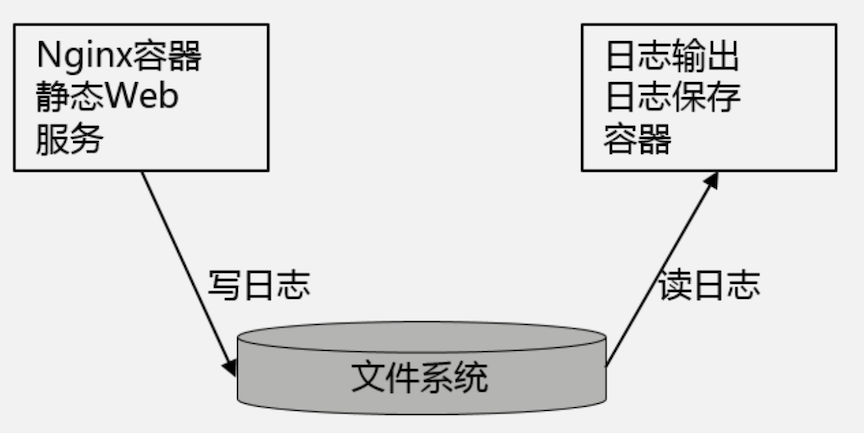 Nginx容器
静态Web
服务
日志输出
日志保存
容器
写日志
读日志
文件系统